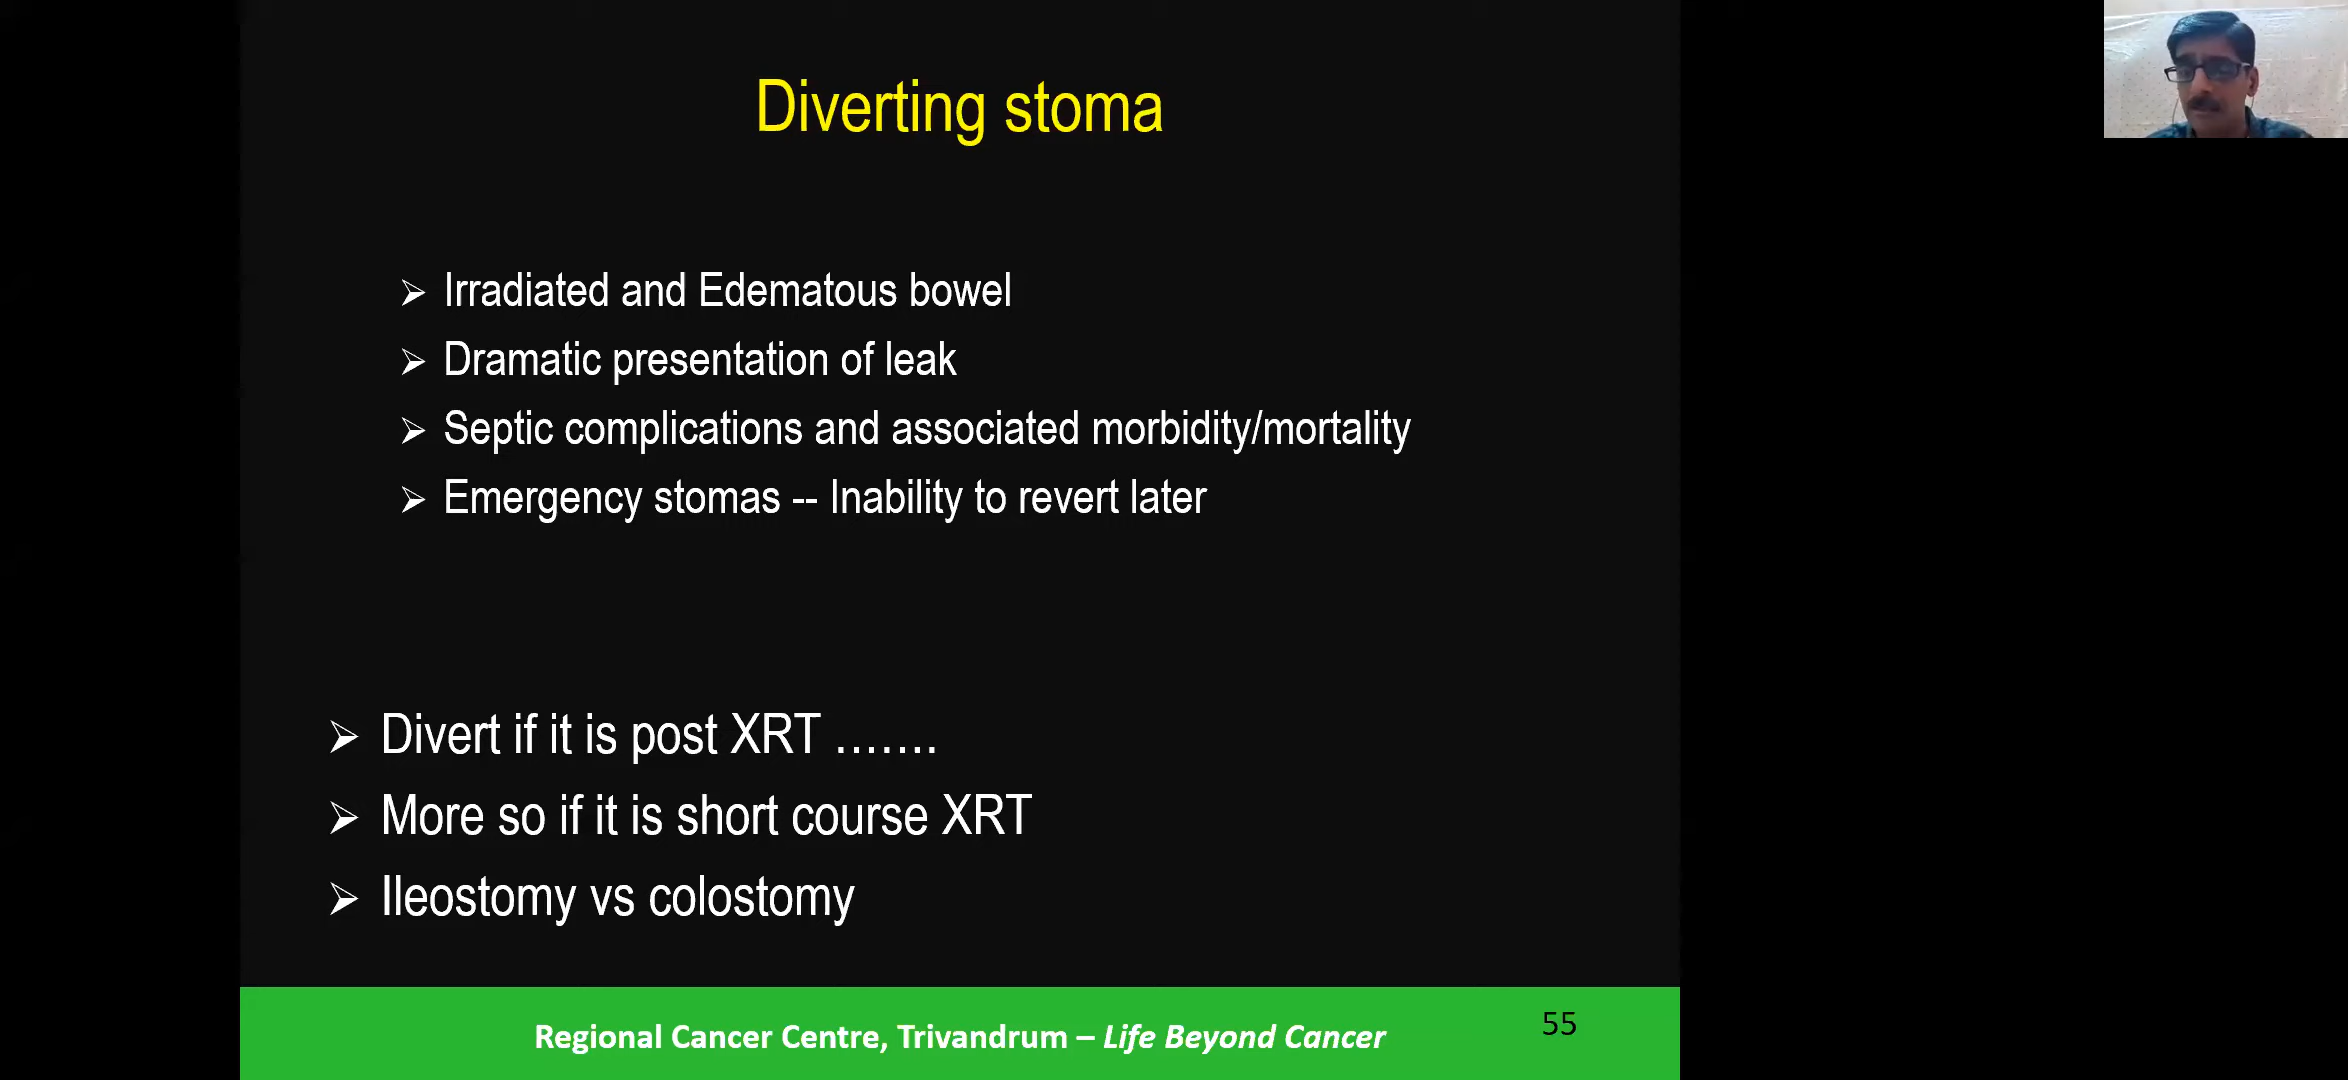 Diverting stoma
➢ Irradiated and Edematous bowel
➢ Dramatic presentation of leak
➢ Septic complications and associated morbidity/mortality
➢ Emergency stomas -- Inability to revert later
➢ Divert if it is post XRT .......
➢ More so if it is short course XRT
➢ Ileostomy vs colostomy
Regional Cancer Centre, Trivandrum – Life Beyond Cancer
55